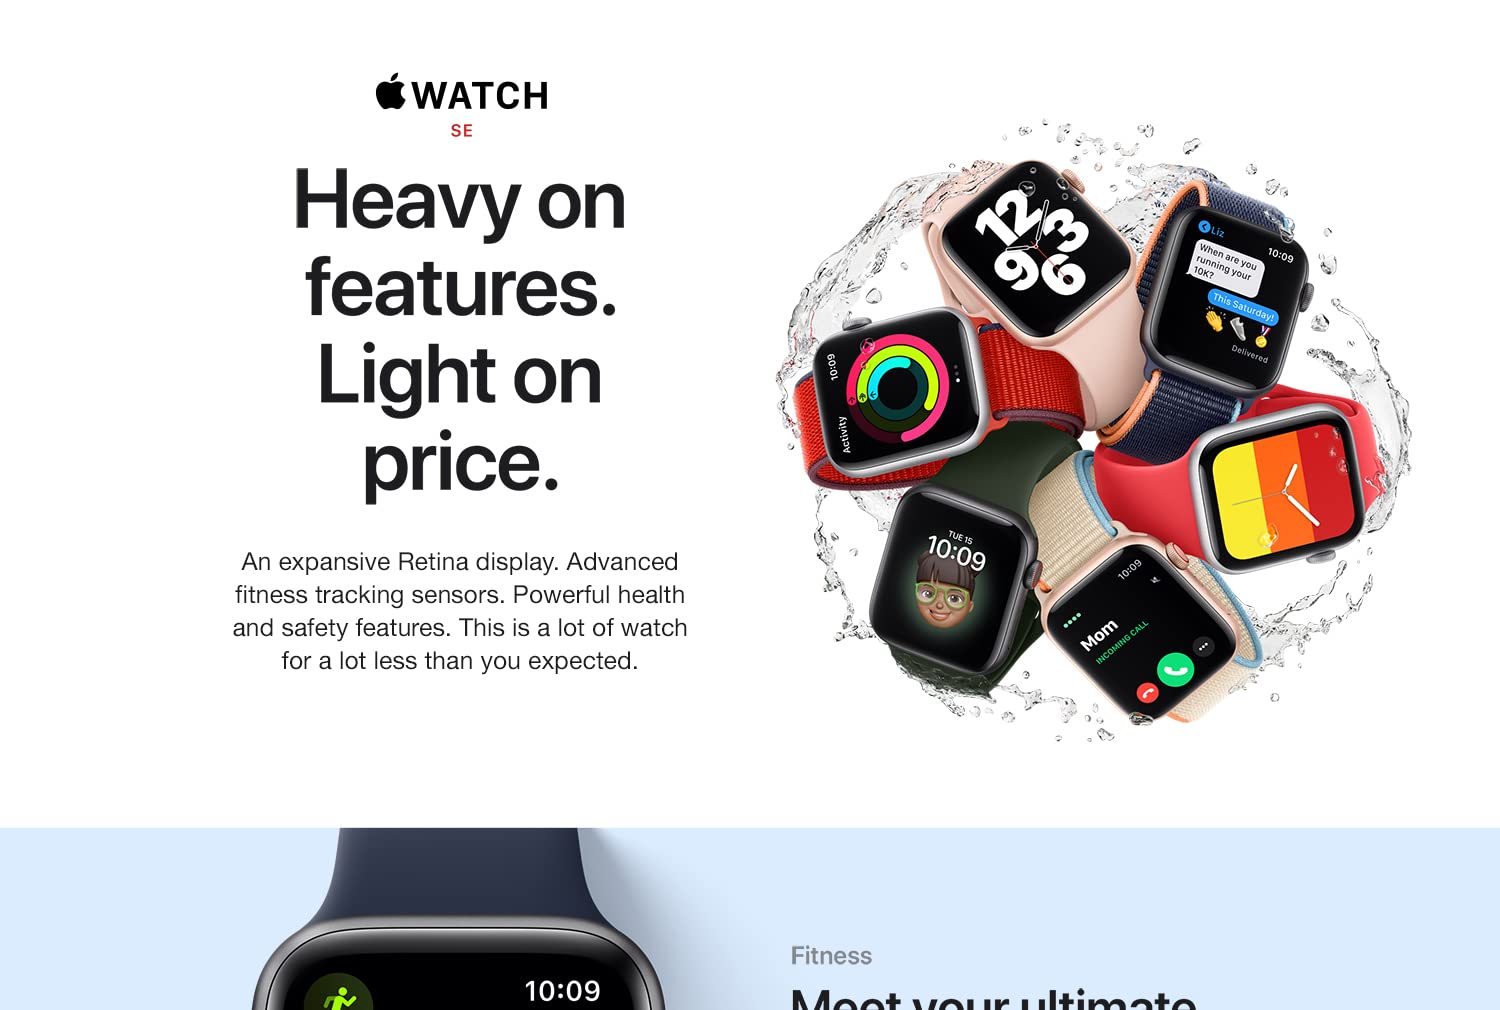 WATCH
SE
Heavy on
features.
Light on
price.
An expansive Retina display. Advanced
fitness tracking sensors. Powerful health
and safety features. This is a lot of watch
for a lot less than you expected.
12
3
9
6
Liz
10:09
When are you
running your
10K?
This Saturday!
Delivered
10:09
Activity
TUE 15
10:09
10:09
Mom
INCOMING CALL
10:09
Fitness
Meet your ultimate